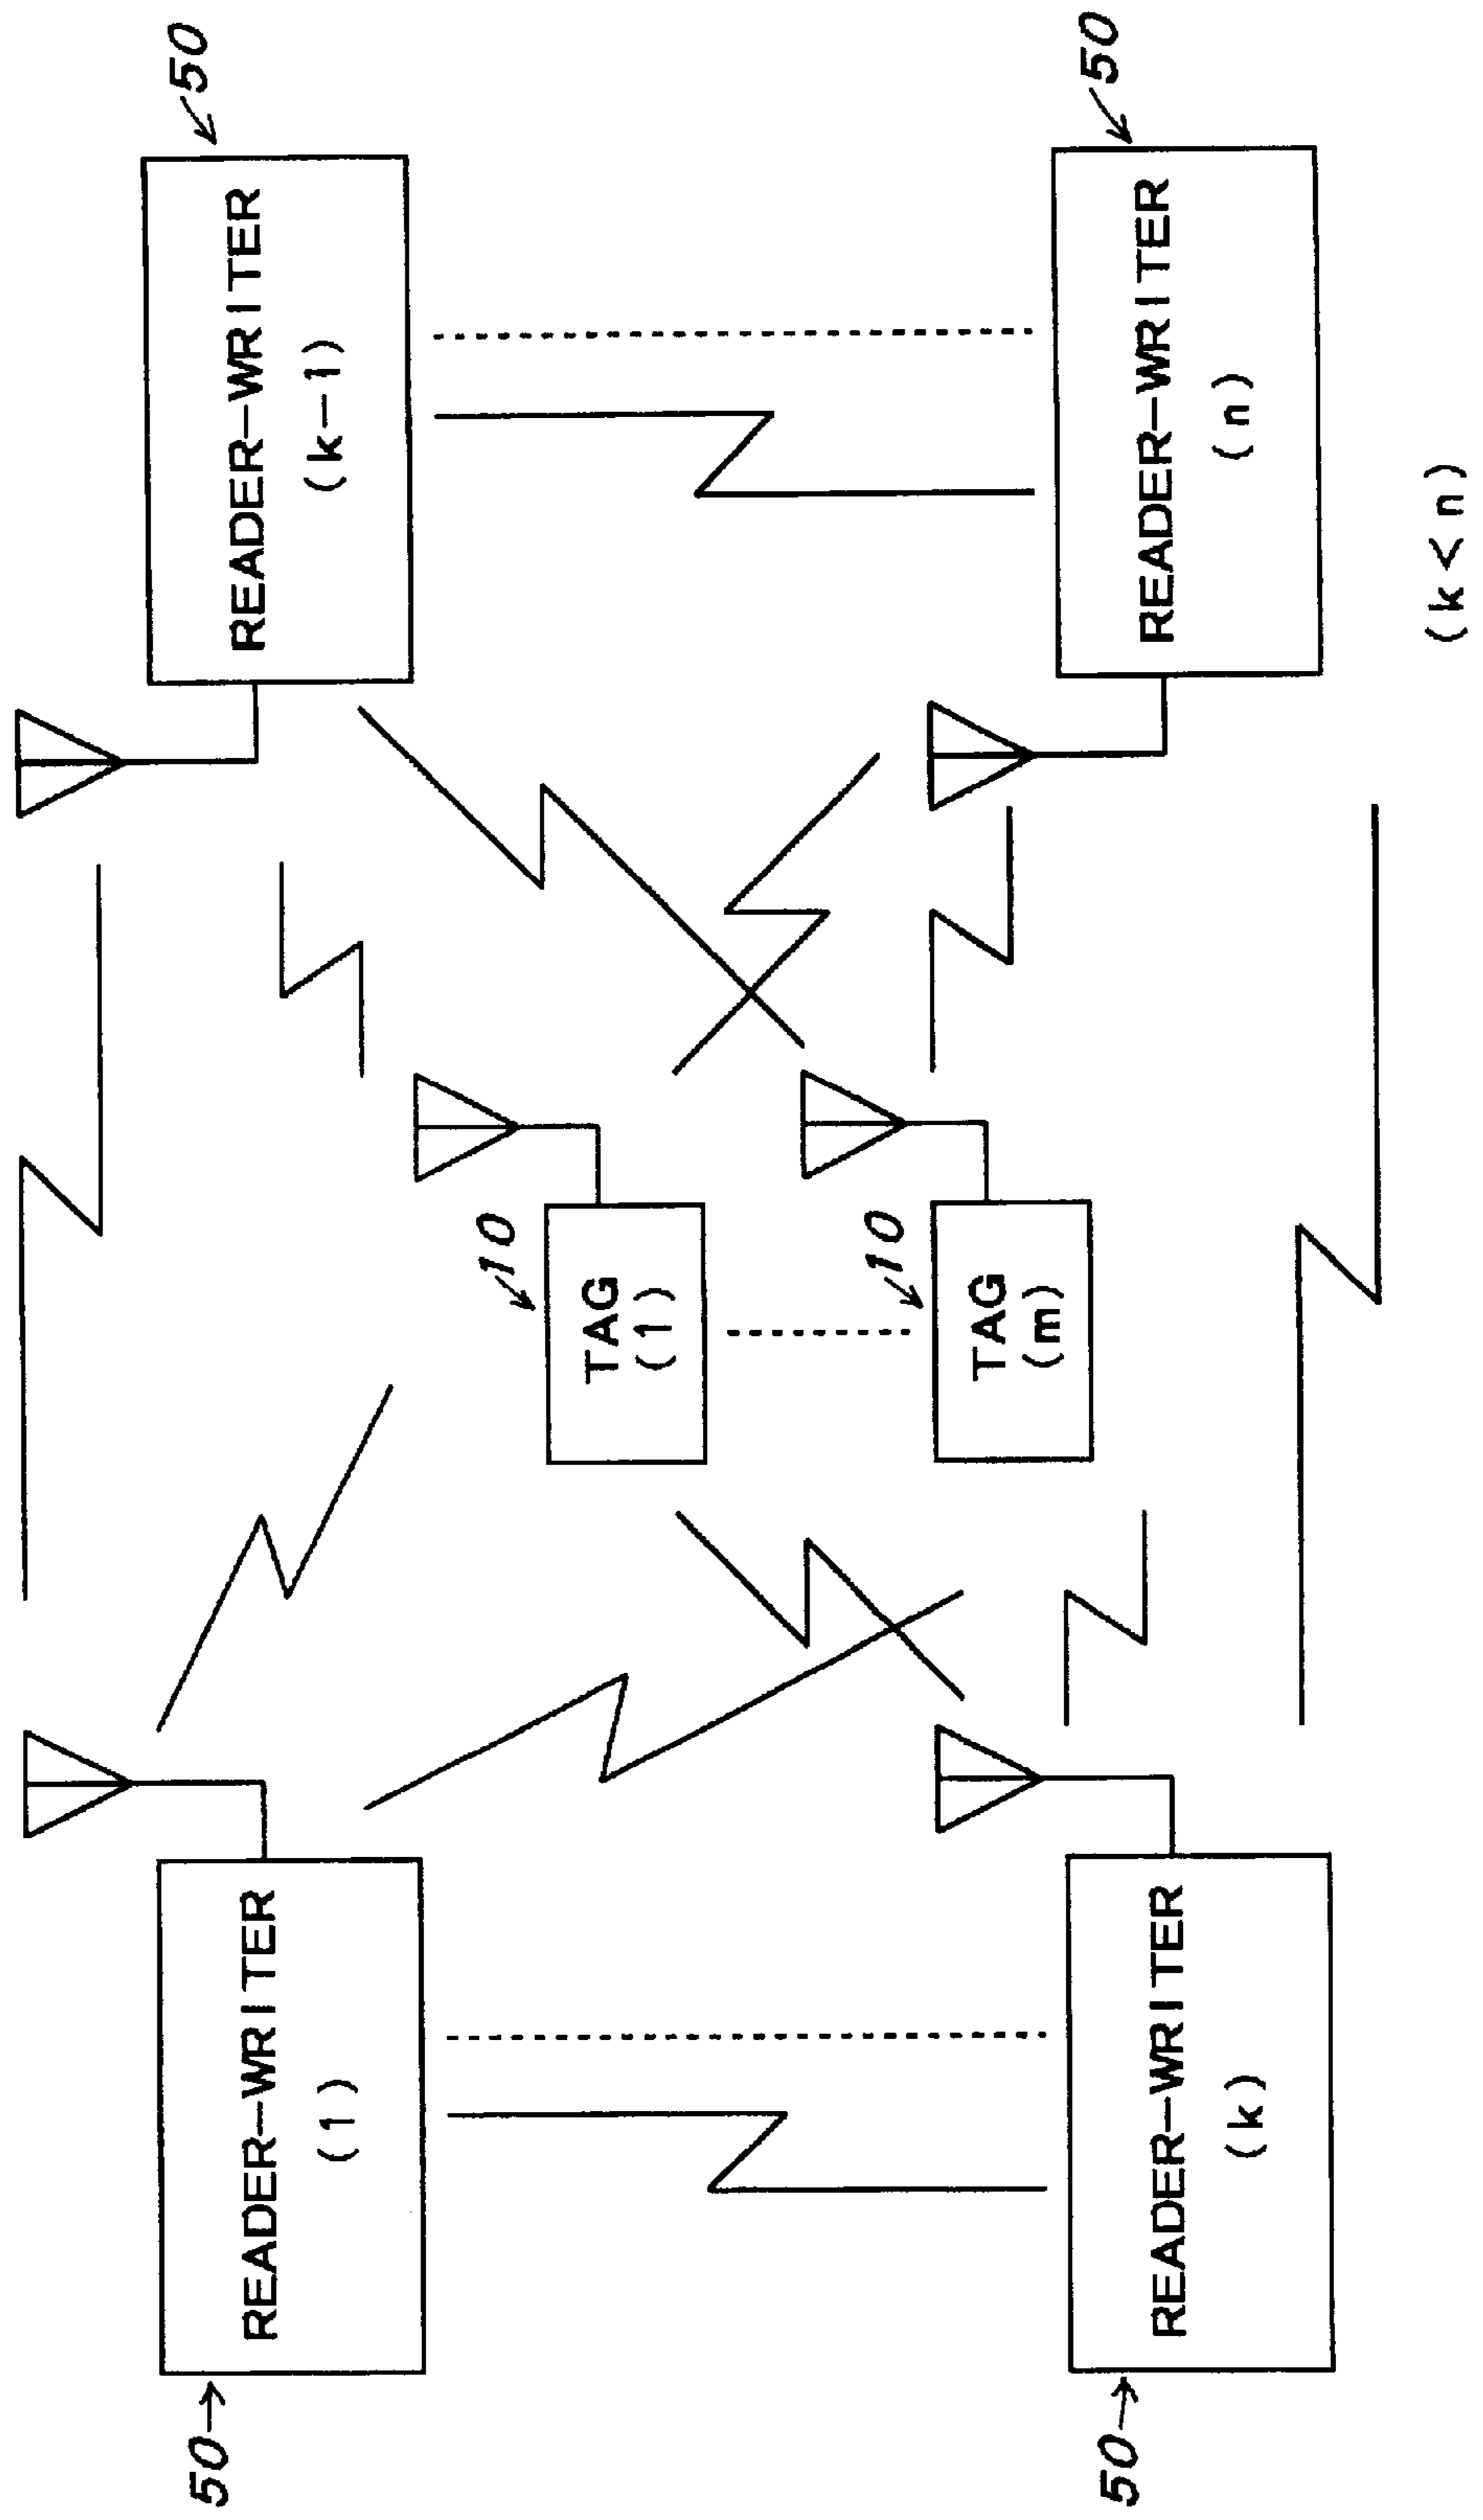 50
READER-WRITER
(1)
READER-WRITER
(k-1)
50
10
TAG
(1)
10
TAG
(m)
50
READER-WRITER
(k)
READER-WRITER
(n)
50
(k<n)